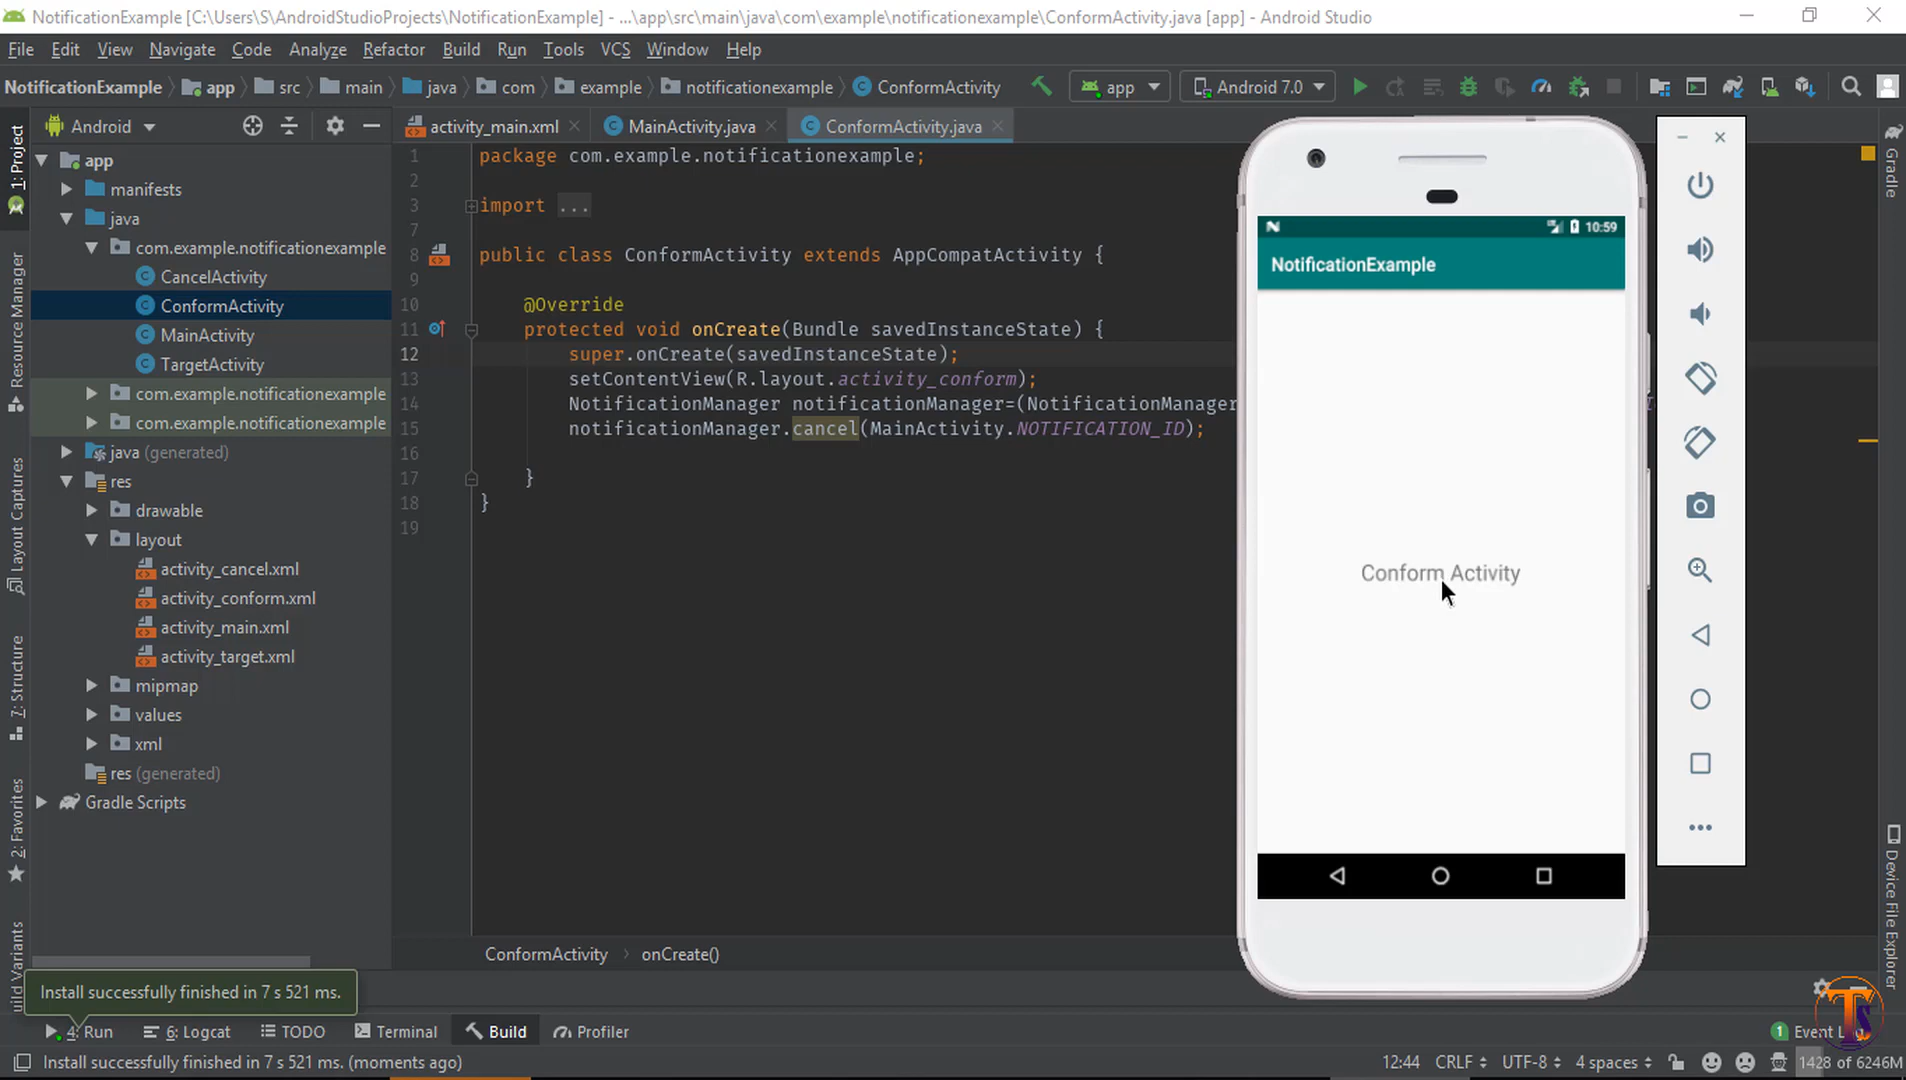 NotificationExample [C:\Users\S\AndroidStudioProjects\NotificationExample] - ...\app\src\main\java\com\example\notificationexample\ConformActivity.java [app] - Android Studio
File Edit View Navigate Code Analyze Refactor Build Run Tools VCS Window Help
NotificationExample app src main java com example notificationexample ConformActivity app Android 7.0
Android
activity_main.xml MainActivity.java ConformActivity.java
1: Project
Resource Manager
Layout Captures
7: Structure
2: Favorites
uild Variants
app
manifests
java
com.example.notificationexample
CancelActivity
ConformActivity
MainActivity
TargetActivity
com.example.notificationexample
com.example.notificationexample
java (generated)
res
drawable
layout
activity_cancel.xml
activity_conform.xml
activity_main.xml
activity_target.xml
mipmap
values
xml
res (generated)
Gradle Scripts
1 package com.example.notificationexample;
2
3 import ...
7
8 public class ConformActivity extends AppCompatActivity {
9
10 @Override
11 protected void onCreate(Bundle savedInstanceState) {
12 super.onCreate(savedInstanceState);
13 setContentView(R.layout.activity_conform);
14 NotificationManager notificationManager=(NotificationManager
15 notificationManager.cancel(MainActivity.NOTIFICATION_ID);
16
17 }
18 }
19
10:59
NotificationExample
Conform Activity
Gradle
Device File Explorer
ConformActivity onCreate()
Install successfully finished in 7 s 521 ms.
4: Run 6: Logcat TODO Terminal Build Profiler
1 Event
TS
Install successfully finished in 7 s 521 ms. (moments ago)
12:44 CRLF UTF-8 4 spaces 1428 of 6246M